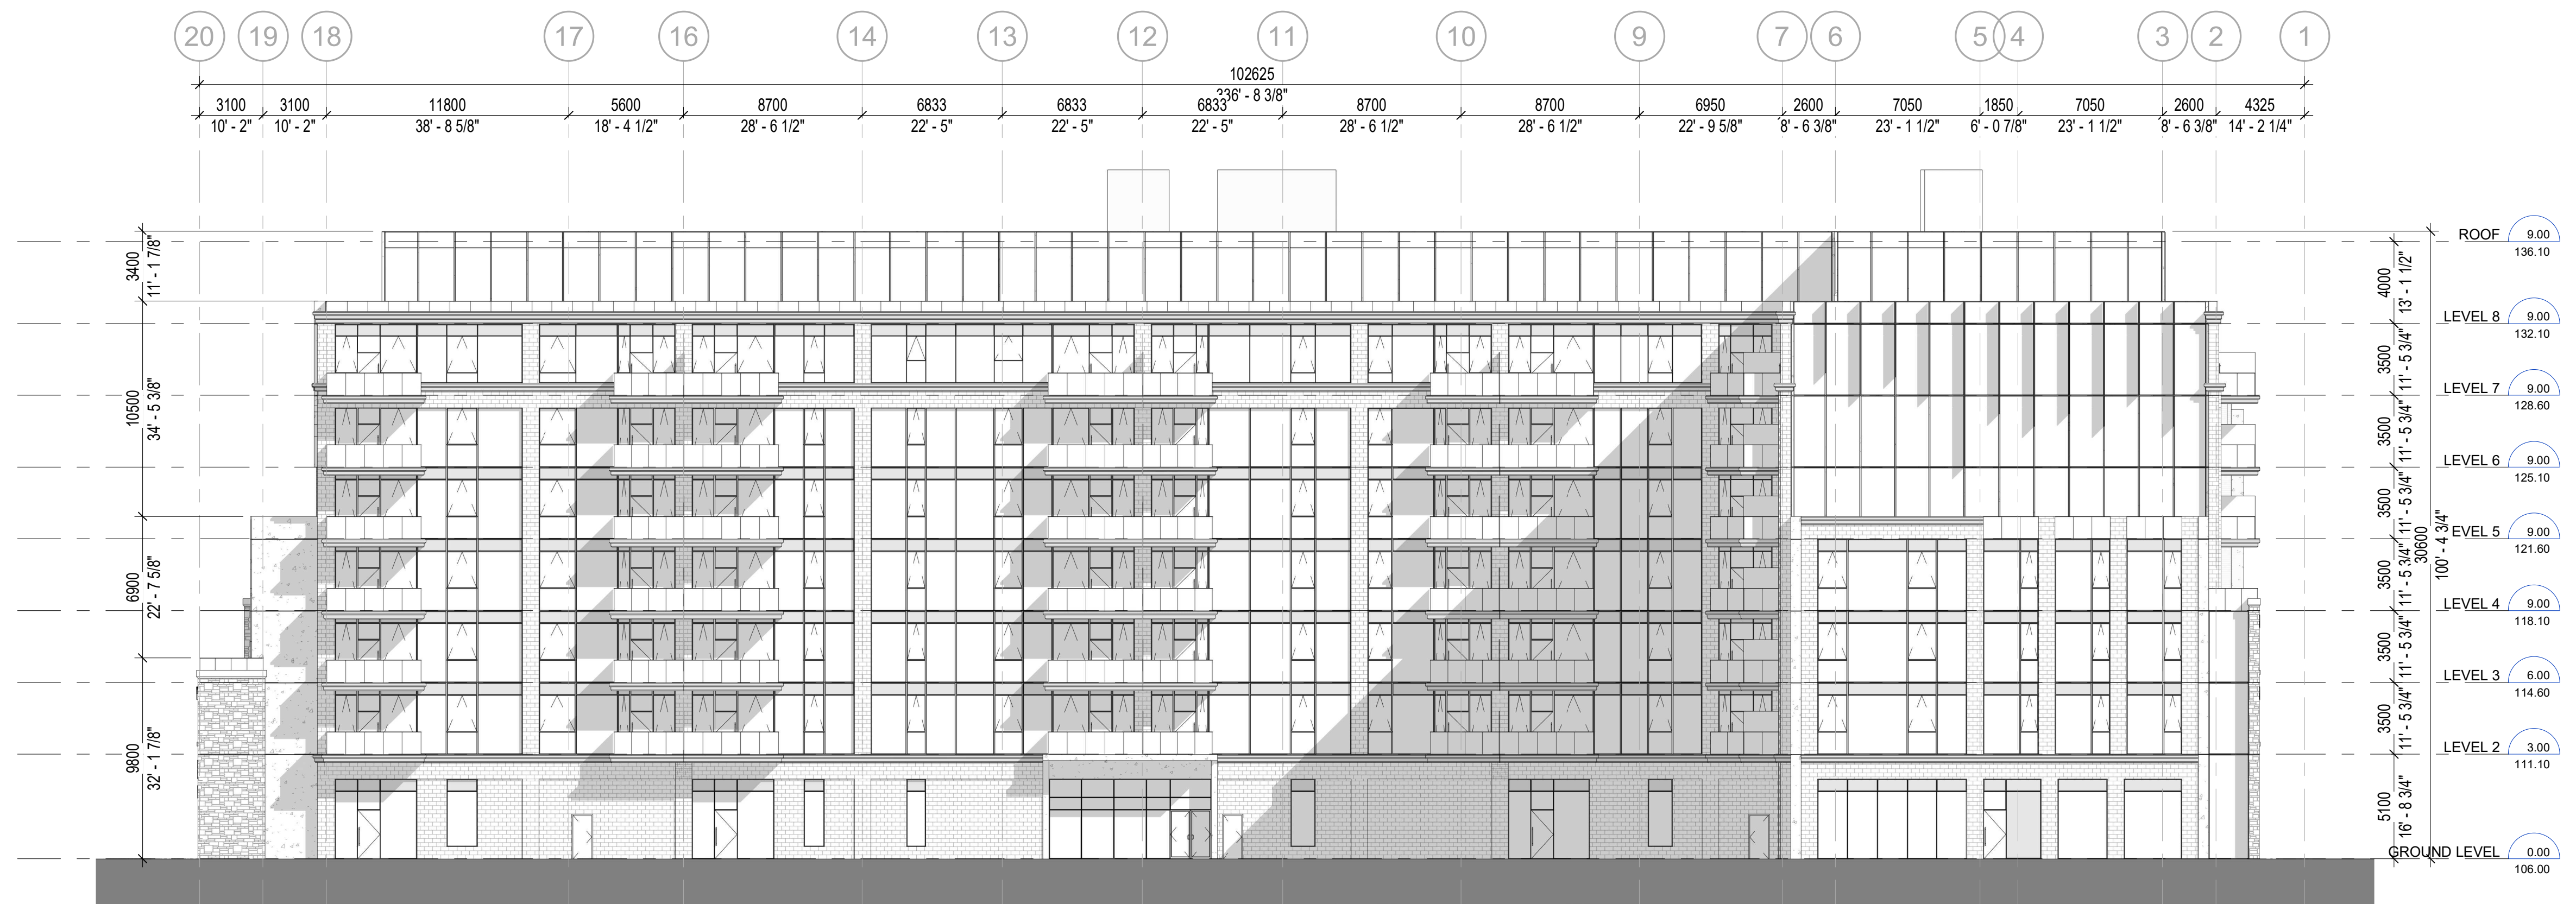 20 19 18 17 16 14 13 12 11 10 9 7 6 5 4 3 2 1
102625
336' - 8 3/8"
3100 3100 11800 5600 8700 6833 6833 6833 8700 8700 6950 2600 7050 1850 7050 2600 4325
10' - 2" 10' - 2" 38' - 8 5/8" 18' - 4 1/2" 28' - 6 1/2" 22' - 5" 22' - 5" 22' - 5" 28' - 6 1/2" 28' - 6 1/2" 22' - 9 5/8" 8' - 6 3/8" 23' - 1 1/2" 6' - 0 7/8" 23' - 1 1/2" 8' - 6 3/8" 14' - 2 1/4"
3400
11' - 1 7/8"
10500
34' - 5 3/8"
6900
22' - 7 5/8"
9800
32' - 1 7/8"
4000
13' - 1 1/2"
3500
11' - 5 3/4"
3500
11' - 5 3/4"
3500
11' - 5 3/4"
3500
11' - 5 3/4"
3500
11' - 5 3/4"
3500
11' - 5 3/4"
5100
16' - 8 3/4"
30600
100' - 4 3/4"
ROOF 9.00
136.10
LEVEL 8 9.00
132.10
LEVEL 7 9.00
128.60
LEVEL 6 9.00
125.10
LEVEL 5 9.00
121.60
LEVEL 4 9.00
118.10
LEVEL 3 6.00
114.60
LEVEL 2 3.00
111.10
GROUND LEVEL 0.00
106.00